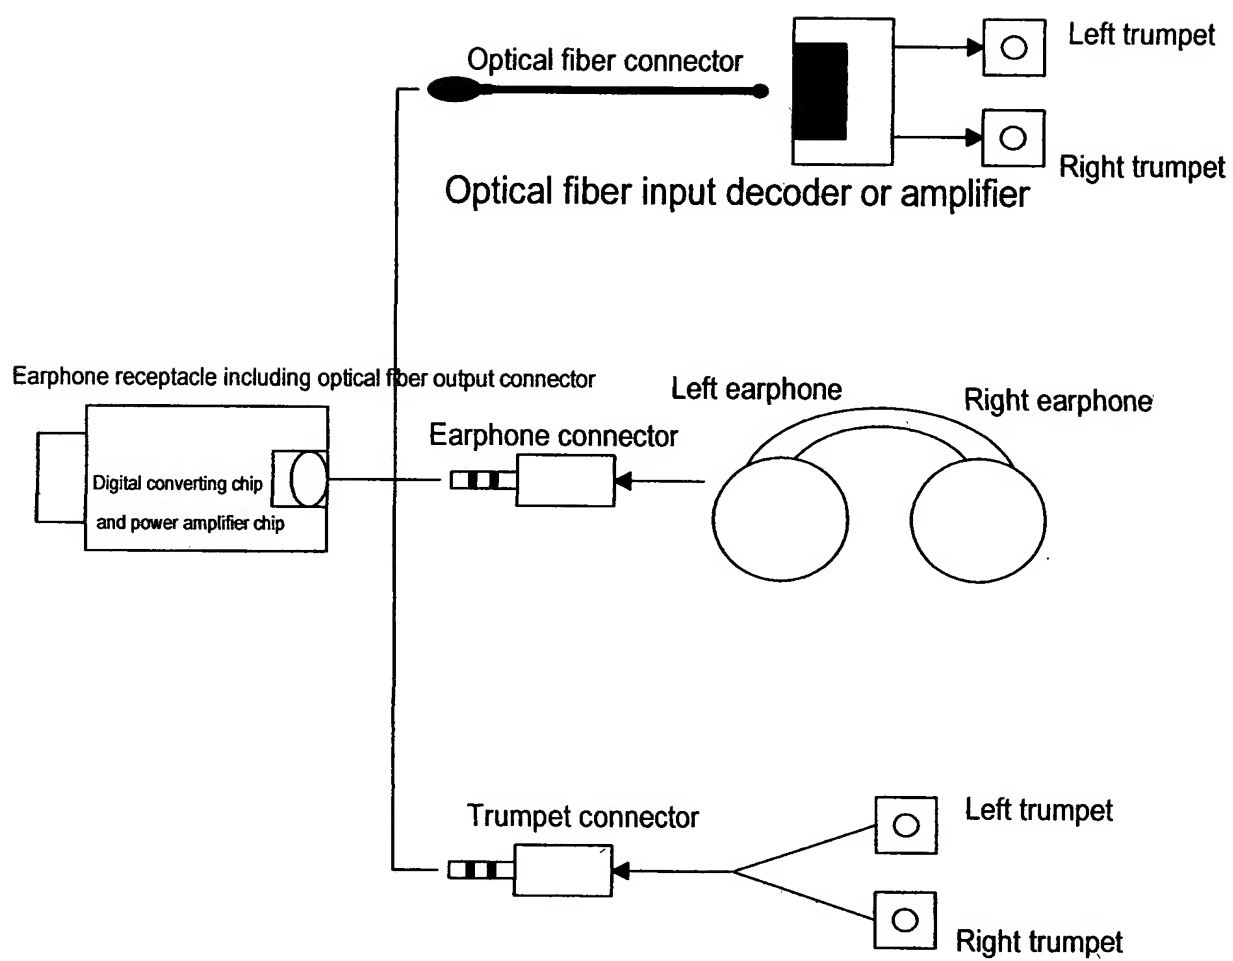 Left trumpet
Optical fiber connector
Right trumpet
Optical fiber input decoder or amplifier
Earphone receptacle including optical fiber output connector
Left earphone
Right earphone
Earphone connector
Digital converting chip
and power amplifier chip
Trumpet connector
Left trumpet
Right trumpet